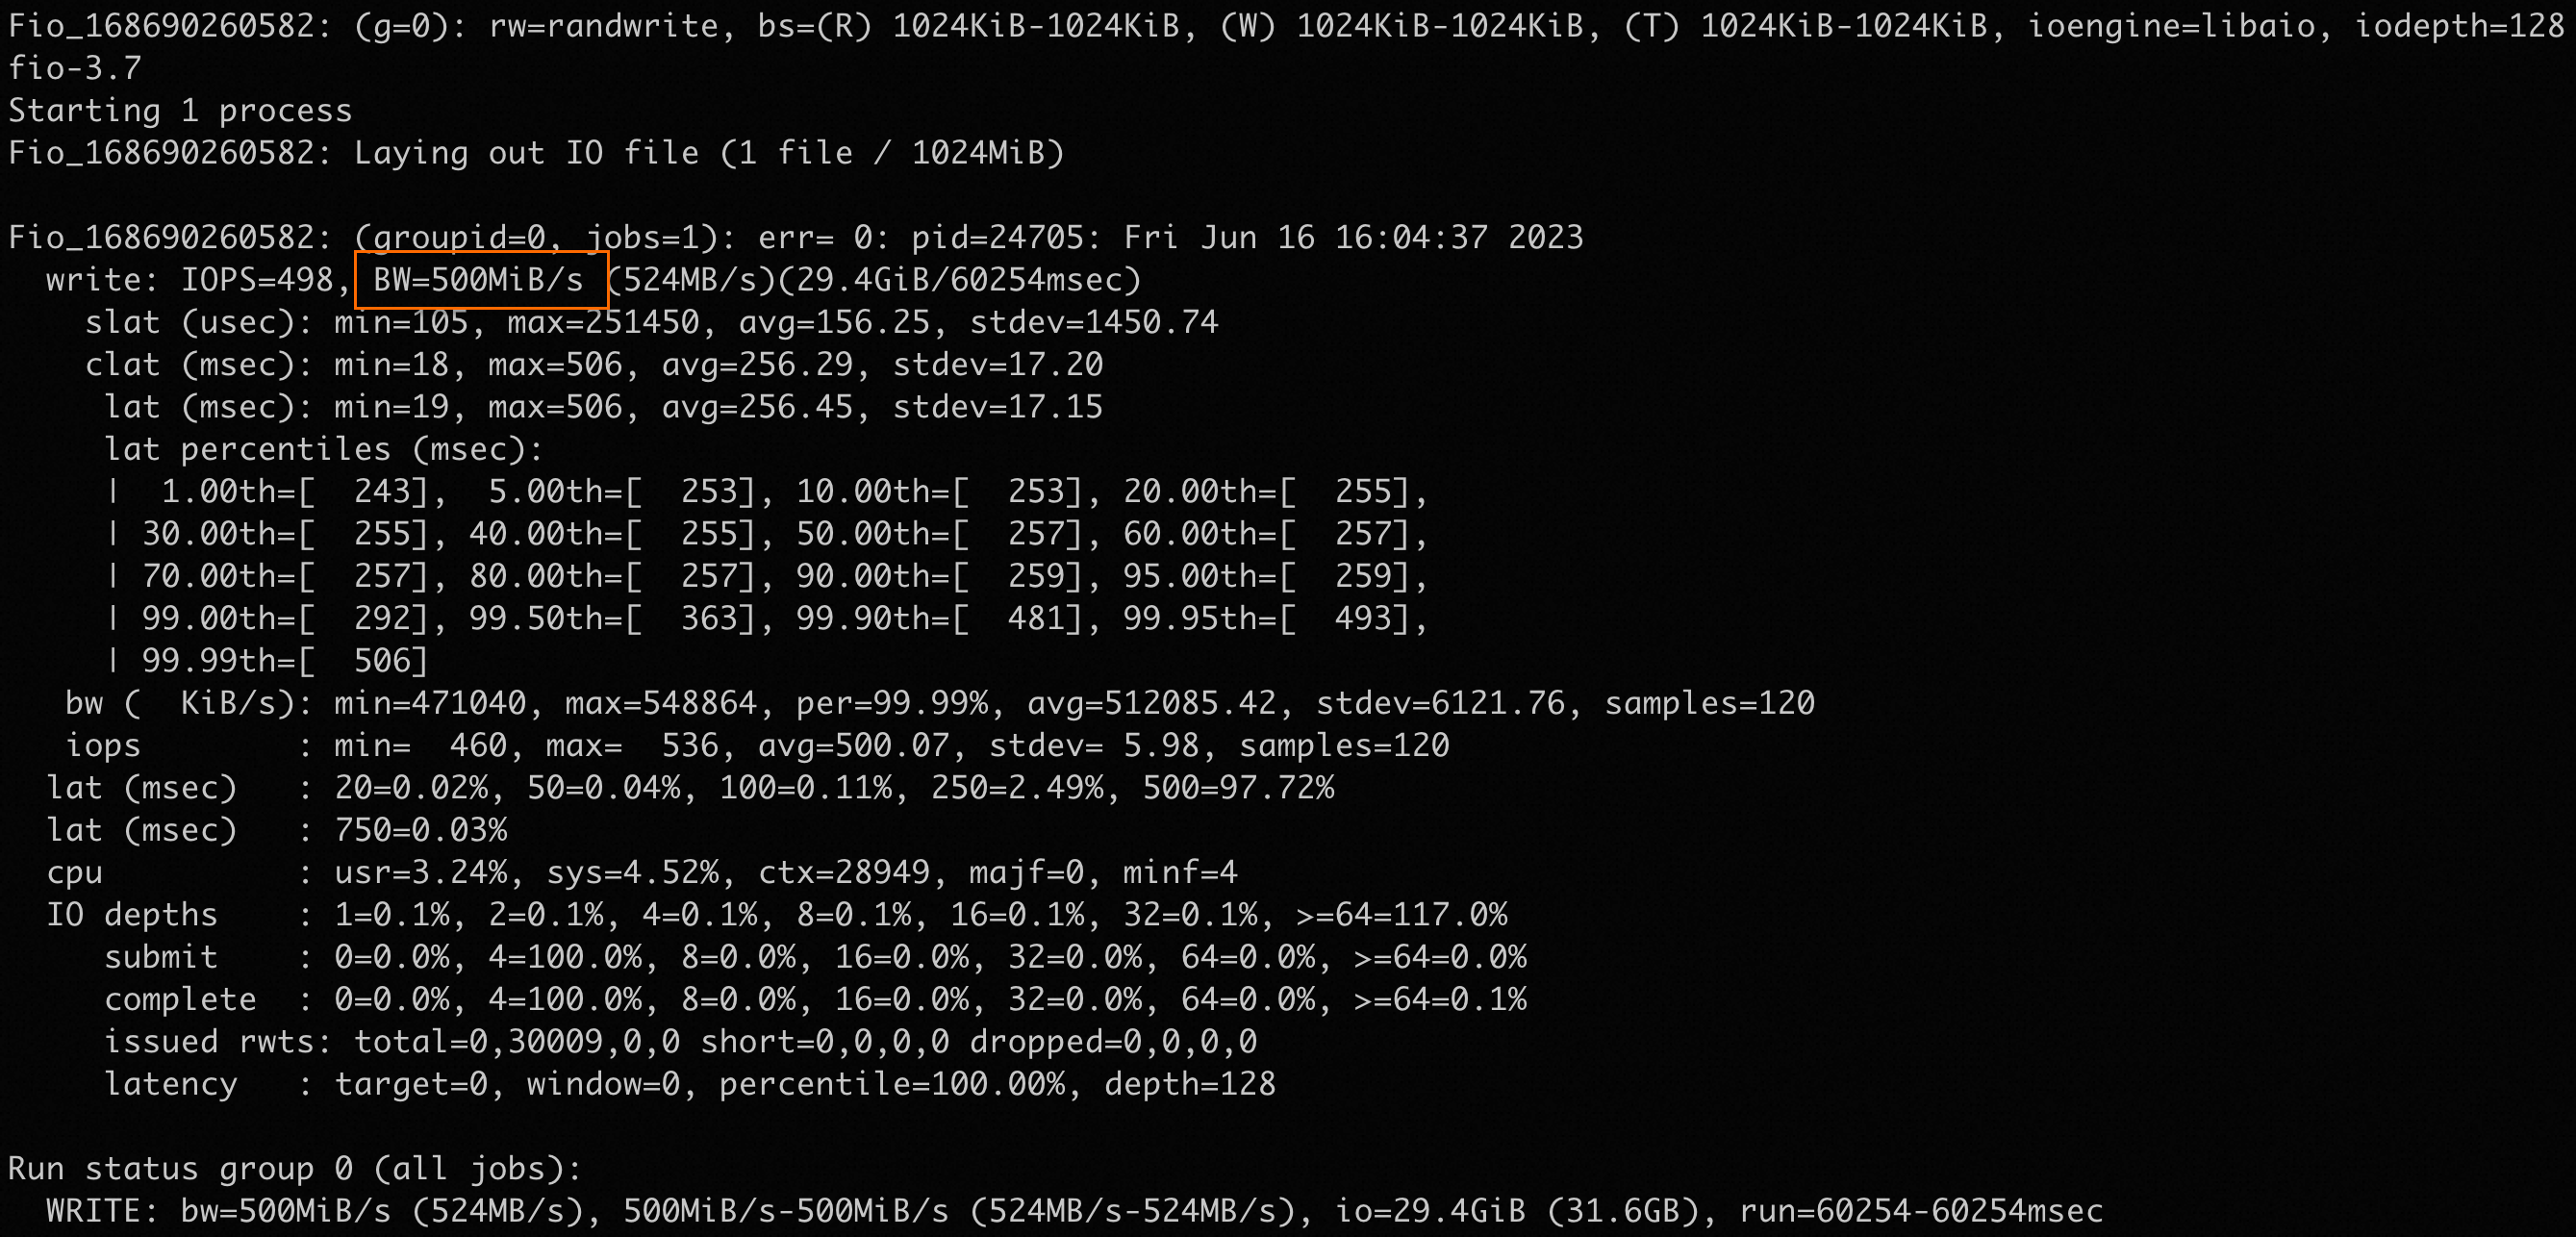 Fio_168690260582: (g=0): rw=randwrite, bs=(R) 1024KiB-1024KiB, (W) 1024KiB-1024KiB, (T) 1024KiB-1024KiB, ioengine=libaio, iodepth=128
fio-3.7
Starting 1 process
Fio_168690260582: Laying out IO file (1 file / 1024MiB)

Fio_168690260582: (groupid=0, jobs=1): err= 0: pid=24705: Fri Jun 16 16:04:37 2023
  write: IOPS=498, BW=500MiB/s (524MB/s)(29.4GiB/60254msec)
    slat (usec): min=105, max=251450, avg=156.25, stdev=1450.74
    clat (msec): min=18, max=506, avg=256.29, stdev=17.20
     lat (msec): min=19, max=506, avg=256.45, stdev=17.15
     lat percentiles (msec):
     |  1.00th=[  243],  5.00th=[  253], 10.00th=[  253], 20.00th=[  255],
     | 30.00th=[  255], 40.00th=[  255], 50.00th=[  257], 60.00th=[  257],
     | 70.00th=[  257], 80.00th=[  257], 90.00th=[  259], 95.00th=[  259],
     | 99.00th=[  292], 99.50th=[  363], 99.90th=[  481], 99.95th=[  493],
     | 99.99th=[  506]
   bw (  KiB/s): min=471040, max=548864, per=99.99%, avg=512085.42, stdev=6121.76, samples=120
   iops        : min=  460, max=  536, avg=500.07, stdev= 5.98, samples=120
  lat (msec)   : 20=0.02%, 50=0.04%, 100=0.11%, 250=2.49%, 500=97.72%
  lat (msec)   : 750=0.03%
  cpu          : usr=3.24%, sys=4.52%, ctx=28949, majf=0, minf=4
  IO depths    : 1=0.1%, 2=0.1%, 4=0.1%, 8=0.1%, 16=0.1%, 32=0.1%, >=64=117.0%
     submit    : 0=0.0%, 4=100.0%, 8=0.0%, 16=0.0%, 32=0.0%, 64=0.0%, >=64=0.0%
     complete  : 0=0.0%, 4=100.0%, 8=0.0%, 16=0.0%, 32=0.0%, 64=0.0%, >=64=0.1%
     issued rwts: total=0,30009,0,0 short=0,0,0,0 dropped=0,0,0,0
     latency   : target=0, window=0, percentile=100.00%, depth=128

Run status group 0 (all jobs):
  WRITE: bw=500MiB/s (524MB/s), 500MiB/s-500MiB/s (524MB/s-524MB/s), io=29.4GiB (31.6GB), run=60254-60254msec